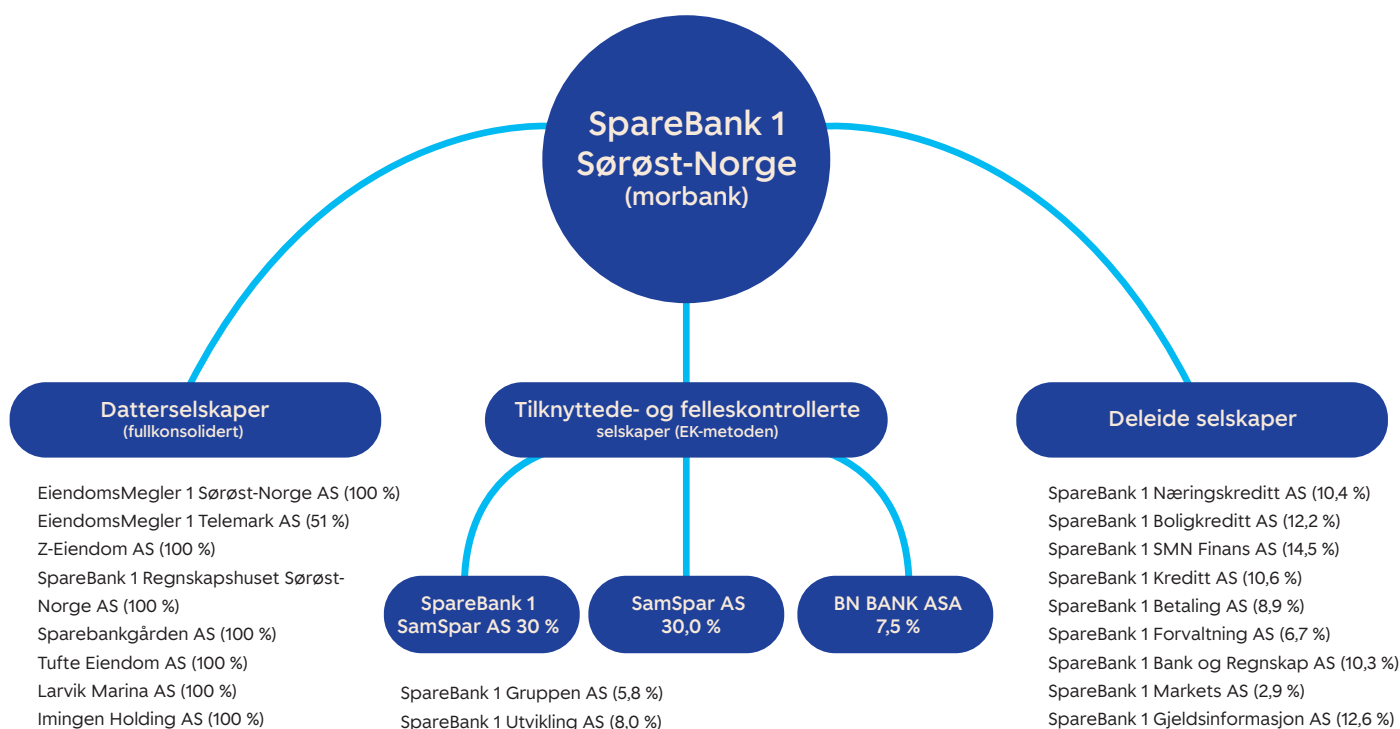 SpareBank 1
Sørøst-Norge
(morbank)
Datterselskaper
(fullkonsolidert)
EiendomsMegler 1 Sørøst-Norge AS (100 %)
EiendomsMegler 1 Telemark AS (51 %)
Z-Eiendom AS (100 %)
SpareBank 1 Regnskapshuset Sørøst-
Norge AS (100 %)
Sparebankgården AS (100 %)
Tufte Eiendom AS (100 %)
Larvik Marina AS (100 %)
Imingen Holding AS (100 %)
Tilknyttede- og felleskontrollerte
selskaper (EK-metoden)
SpareBank 1
SamSpar AS 30 %
SamSpar AS
30,0 %
BN BANK ASA
7,5 %
SpareBank 1 Gruppen AS (5,8 %)
SpareBank 1 Utvikling AS (8,0 %)
Deleide selskaper
SpareBank 1 Næringskreditt AS (10,4 %)
SpareBank 1 Boligkreditt AS (12,2 %)
SpareBank 1 SMN Finans AS (14,5 %)
SpareBank 1 Kreditt AS (10,6 %)
SpareBank 1 Betaling AS (8,9 %)
SpareBank 1 Forvaltning AS (6,7 %)
SpareBank 1 Bank og Regnskap AS (10,3 %)
SpareBank 1 Markets AS (2,9 %)
SpareBank 1 Gjeldsinformasjon AS (12,6 %)